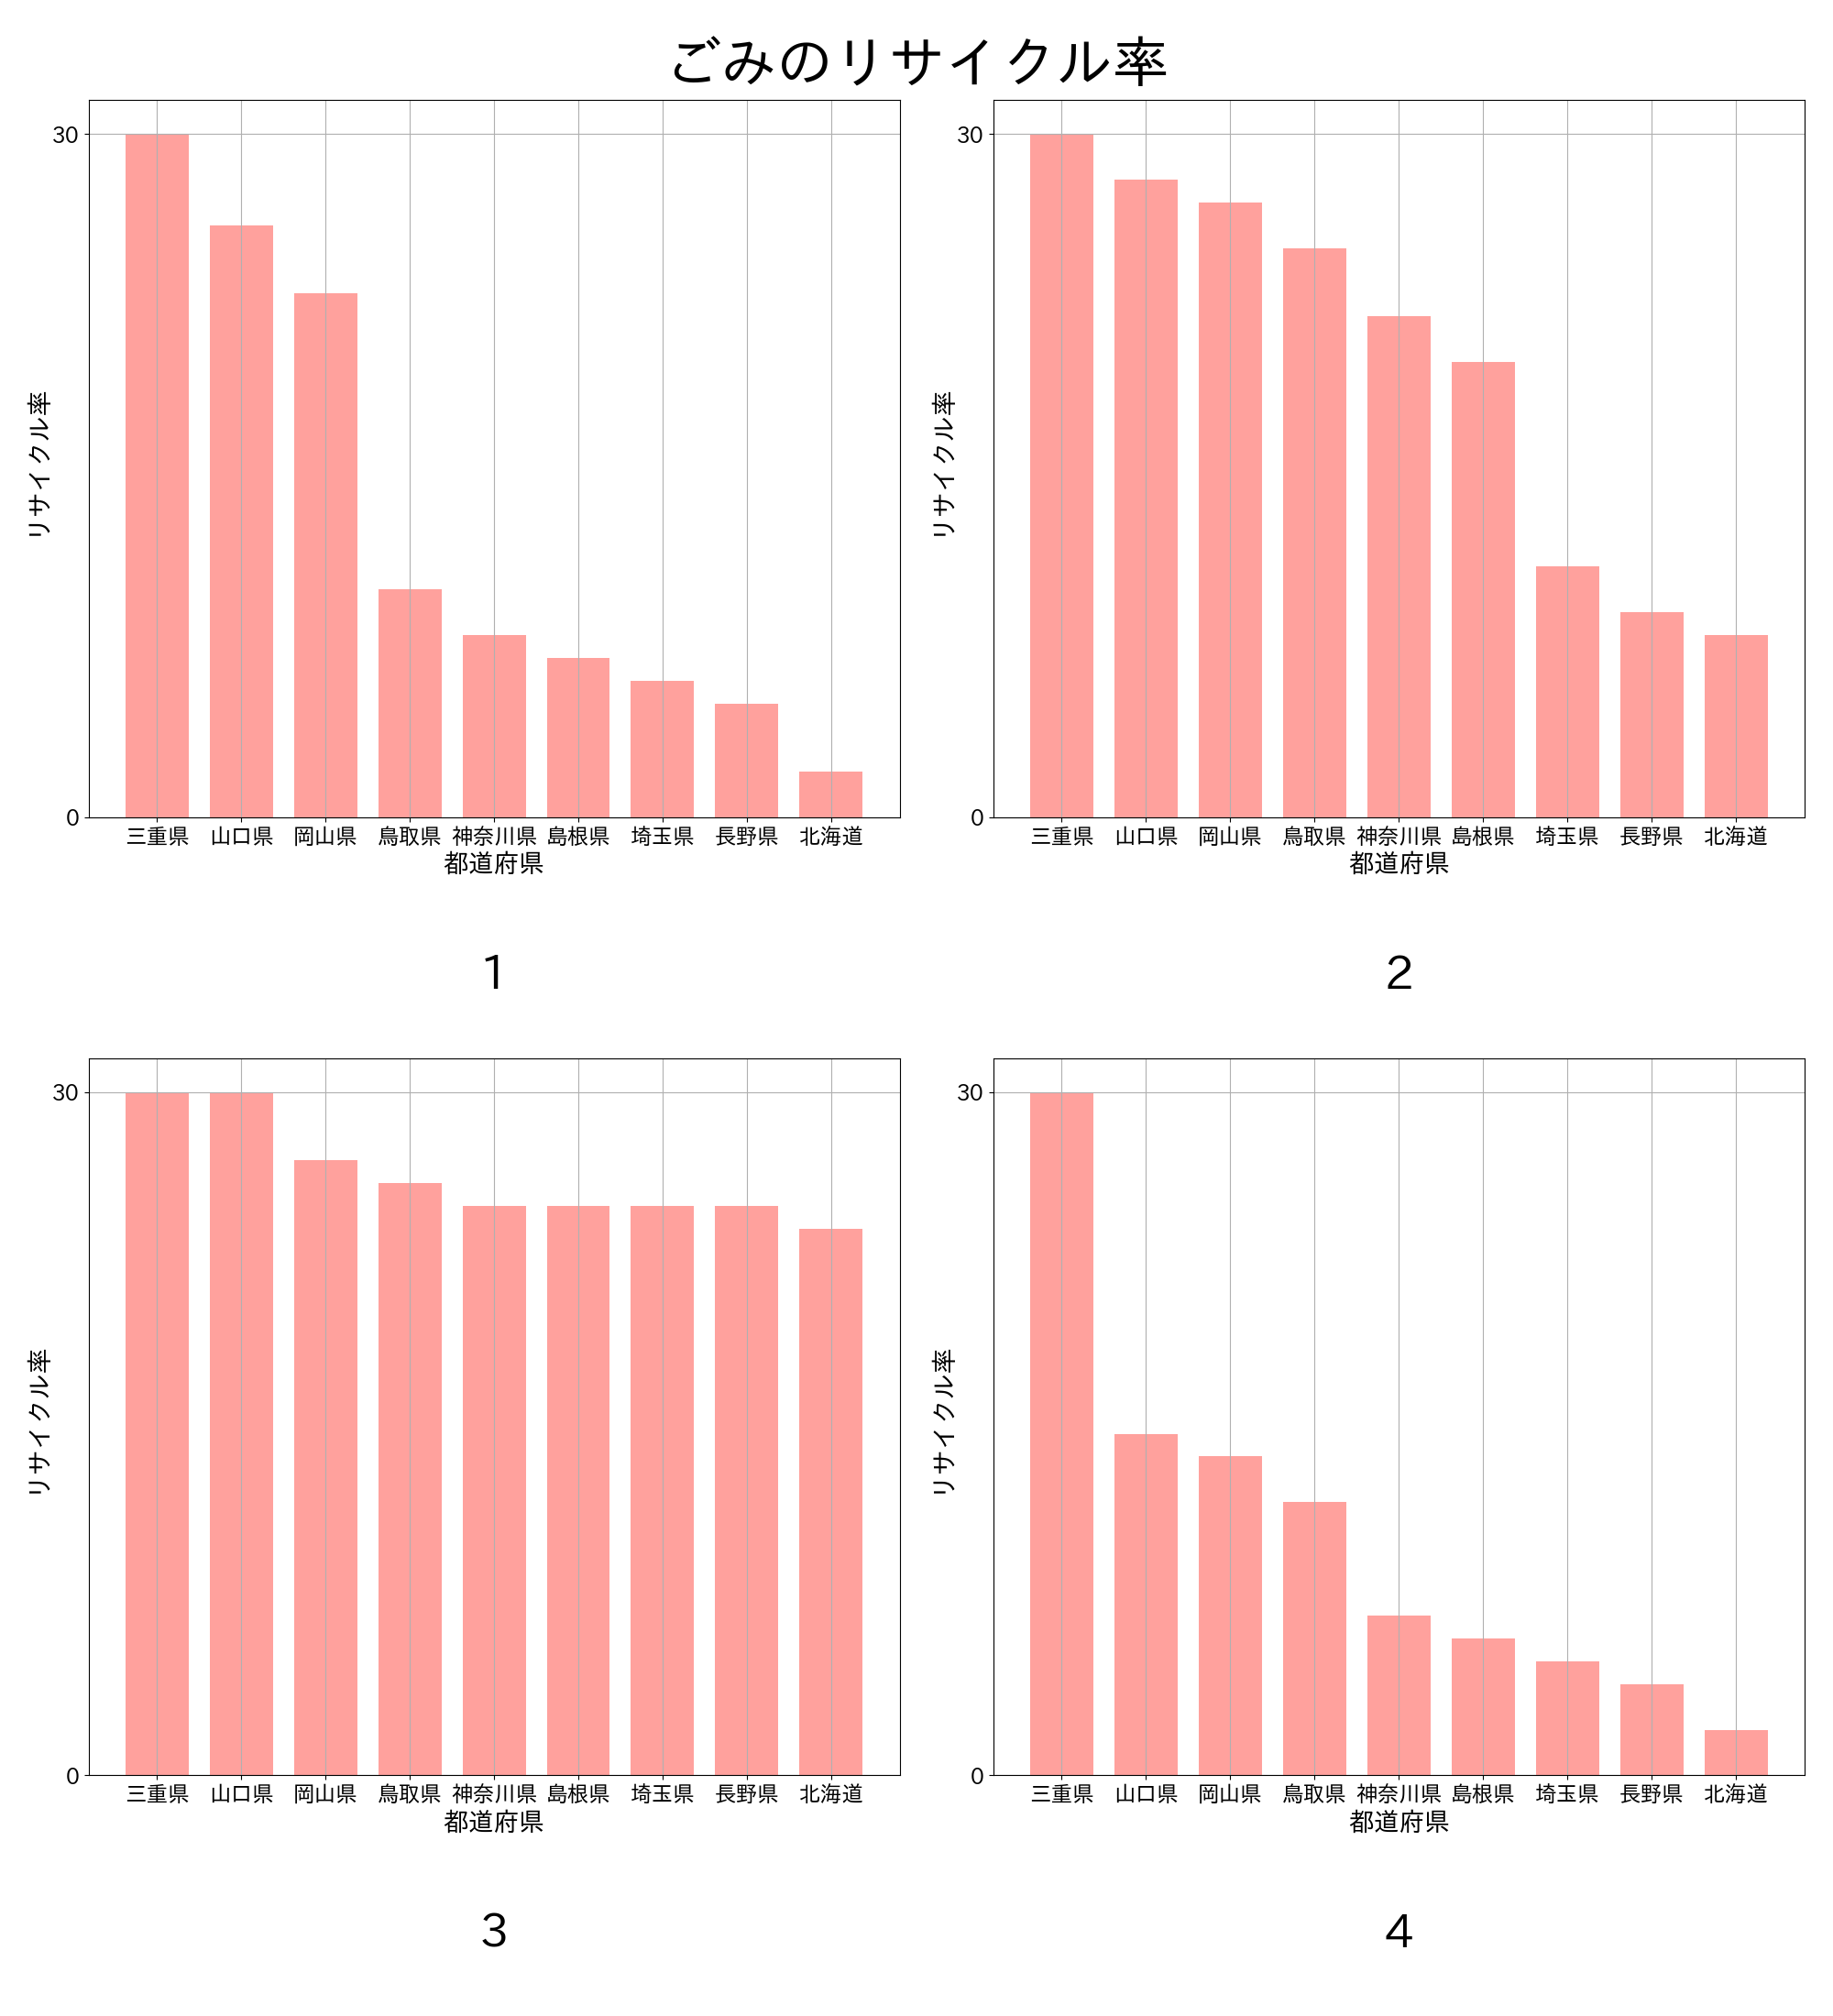 ごみのリサイクル率
30
0
リサイクル率
三重県 山口県 岡山県 鳥取県 神奈川県 島根県 埼玉県 長野県 北海道
都道府県
1
30
0
リサイクル率
三重県 山口県 岡山県 鳥取県 神奈川県 島根県 埼玉県 長野県 北海道
都道府県
2
30
0
リサイクル率
三重県 山口県 岡山県 鳥取県 神奈川県 島根県 埼玉県 長野県 北海道
都道府県
3
30
0
リサイクル率
三重県 山口県 岡山県 鳥取県 神奈川県 島根県 埼玉県 長野県 北海道
都道府県
4